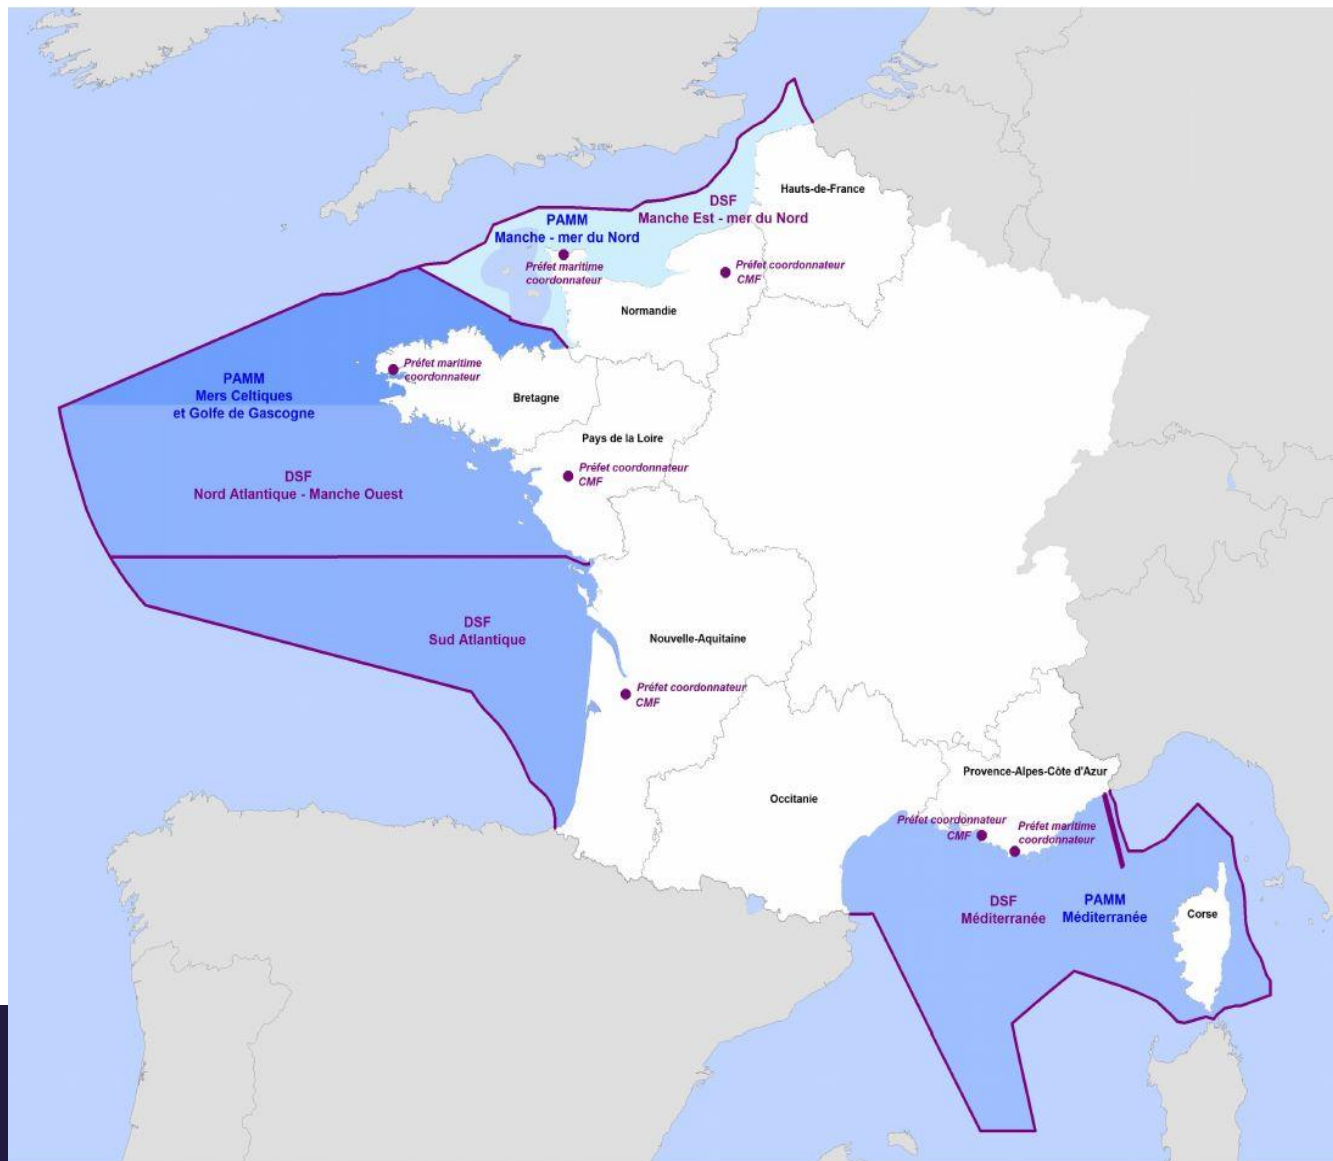 Hauts-de-France
DSF
Manche Est - mer du Nord
PAMM
Manche - mer du Nord
Préfet maritime
coordonnateur
Préfet coordonnateur
CMF
Normandie
Préfet maritime
coordonnateur
PAMM
Mers Celtiques
et Golfe de Gascogne
Bretagne
Pays de la Loire
Préfet coordonnateur
CMF
DSF
Nord Atlantique - Manche Ouest
DSF
Sud Atlantique
Nouvelle-Aquitaine
Préfet coordonnateur
CMF
Provence-Alpes-Côte d'Azur
Occitanie
Préfet coordonnateur
CMF
Préfet maritime
coordonnateur
DSF
Méditerranée
PAMM
Méditerranée
Corse